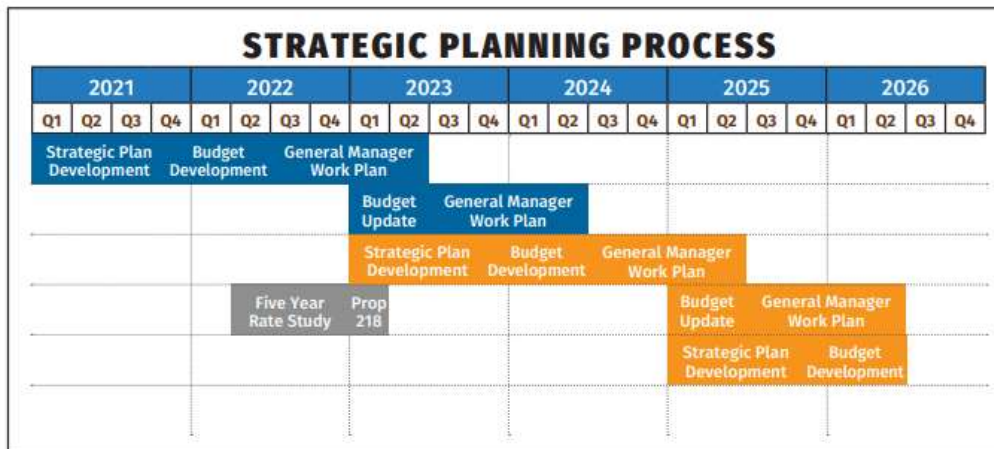 STRATEGIC PLANNING PROCESS
2021 2022 2023 2024 2025 2026
Q1 Q2 Q3 Q4 Q1 Q2 Q3 Q4 Q1 Q2 Q3 Q4 Q1 Q2 Q3 Q4 Q1 Q2 Q3 Q4 Q1 Q2 Q3 Q4
Strategic Plan Budget General Manager
Development Development Work Plan
Budget General Manager
Update Work Plan
Strategic Plan Budget General Manager
Development Development Work Plan
Five Year Prop Budget General Manager
Rate Study 218 Update Work Plan
Strategic Plan Budget
Development Development